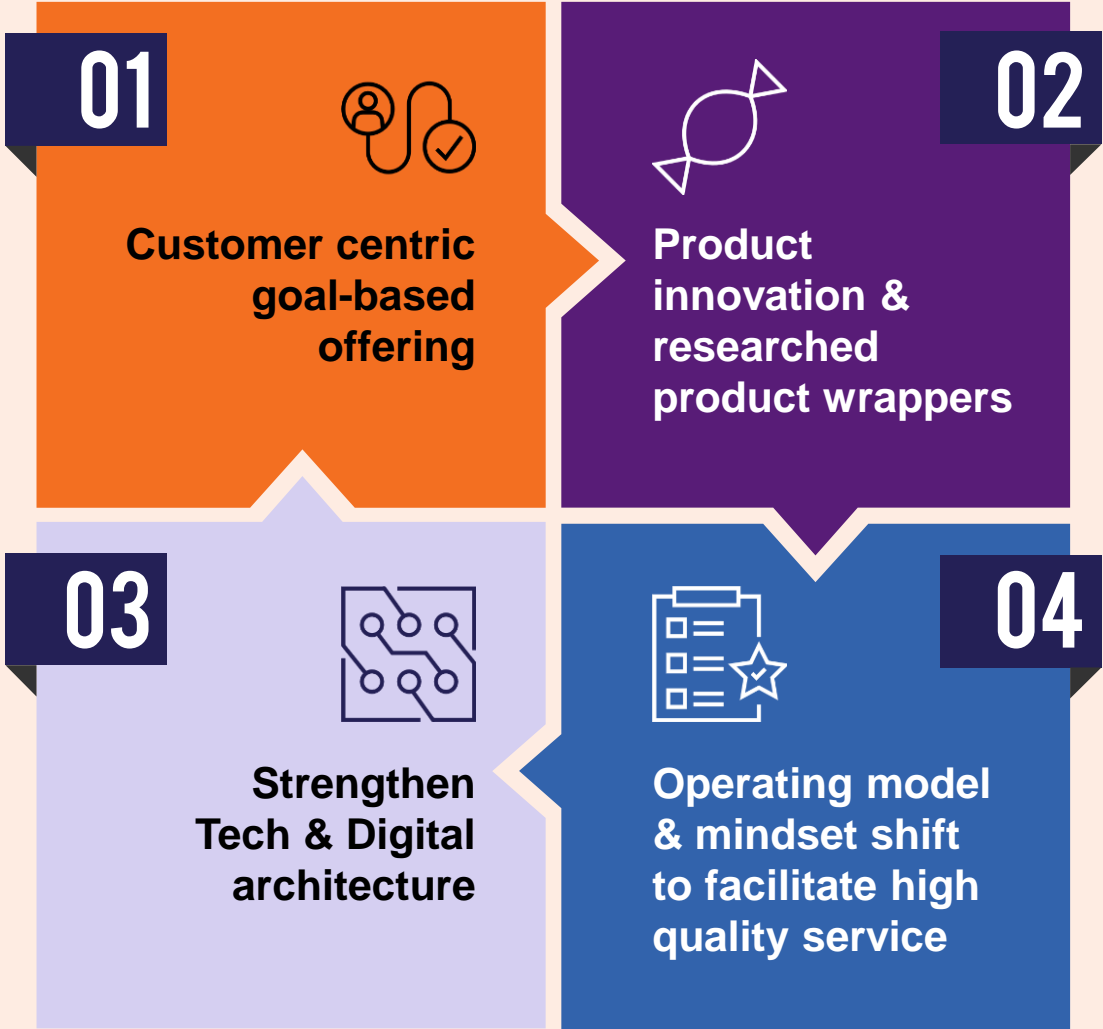 01
Customer centric
goal-based
offering
02
Product
innovation &
researched
product wrappers
03
Strengthen
Tech & Digital
architecture
04
Operating model
& mindset shift
to facilitate high
quality service